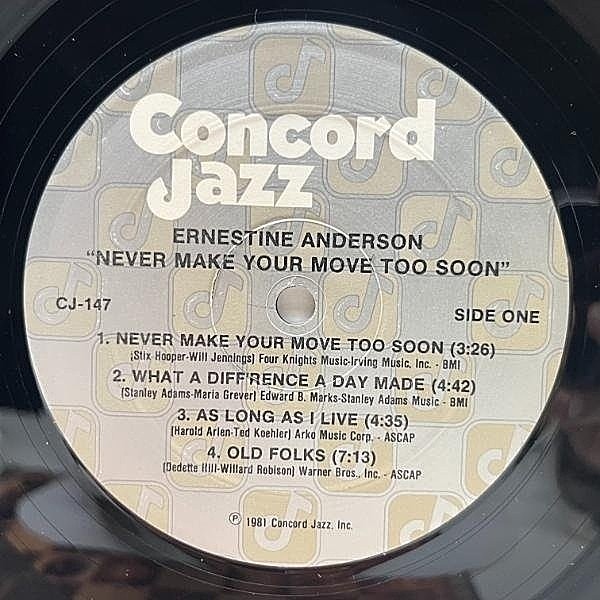 Concord
Jazz
ERNESTINE ANDERSON
"NEVER MAKE YOUR MOVE TOO SOON"
CJ-147
SIDE ONE
1. NEVER MAKE YOUR MOVE TOO SOON (3:26)
(Stix Hooper-Will Jennings) Four Knights Music-Irving Music, Inc. - BMI
2. WHAT A DIFF'RENCE A DAY MADE (4:42)
(Stanley Adams-Maria Grever) Edward B. Marks-Stanley Adams Music - BMI
3. AS LONG AS I LIVE (4:35)
(Harold Arlen-Ted Koehler) Arko Music Corp. - ASCAP
4. OLD FOLKS (7:13)
(Dedette Hill-Willard Robison) Warner Bros., Inc. - ASCAP
℗ 1981 Concord Jazz, Inc.